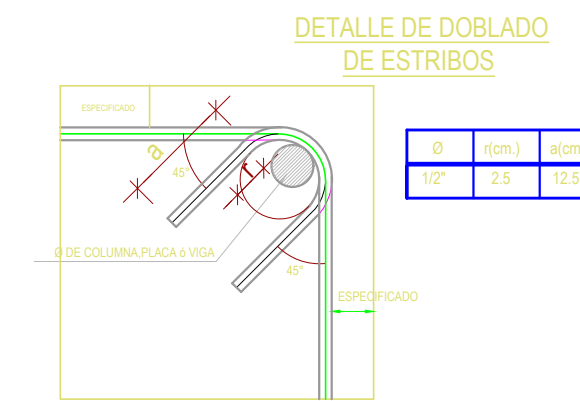 DETALLE DE DOBLADO
DE ESTRIBOS
ESPECIFICADO
a
45°
r
Ø r(cm.) a(cm
1/2" 2.5 12.5
Ø DE COLUMNA,PLACA ó VIGA
45°
ESPECIFICADO